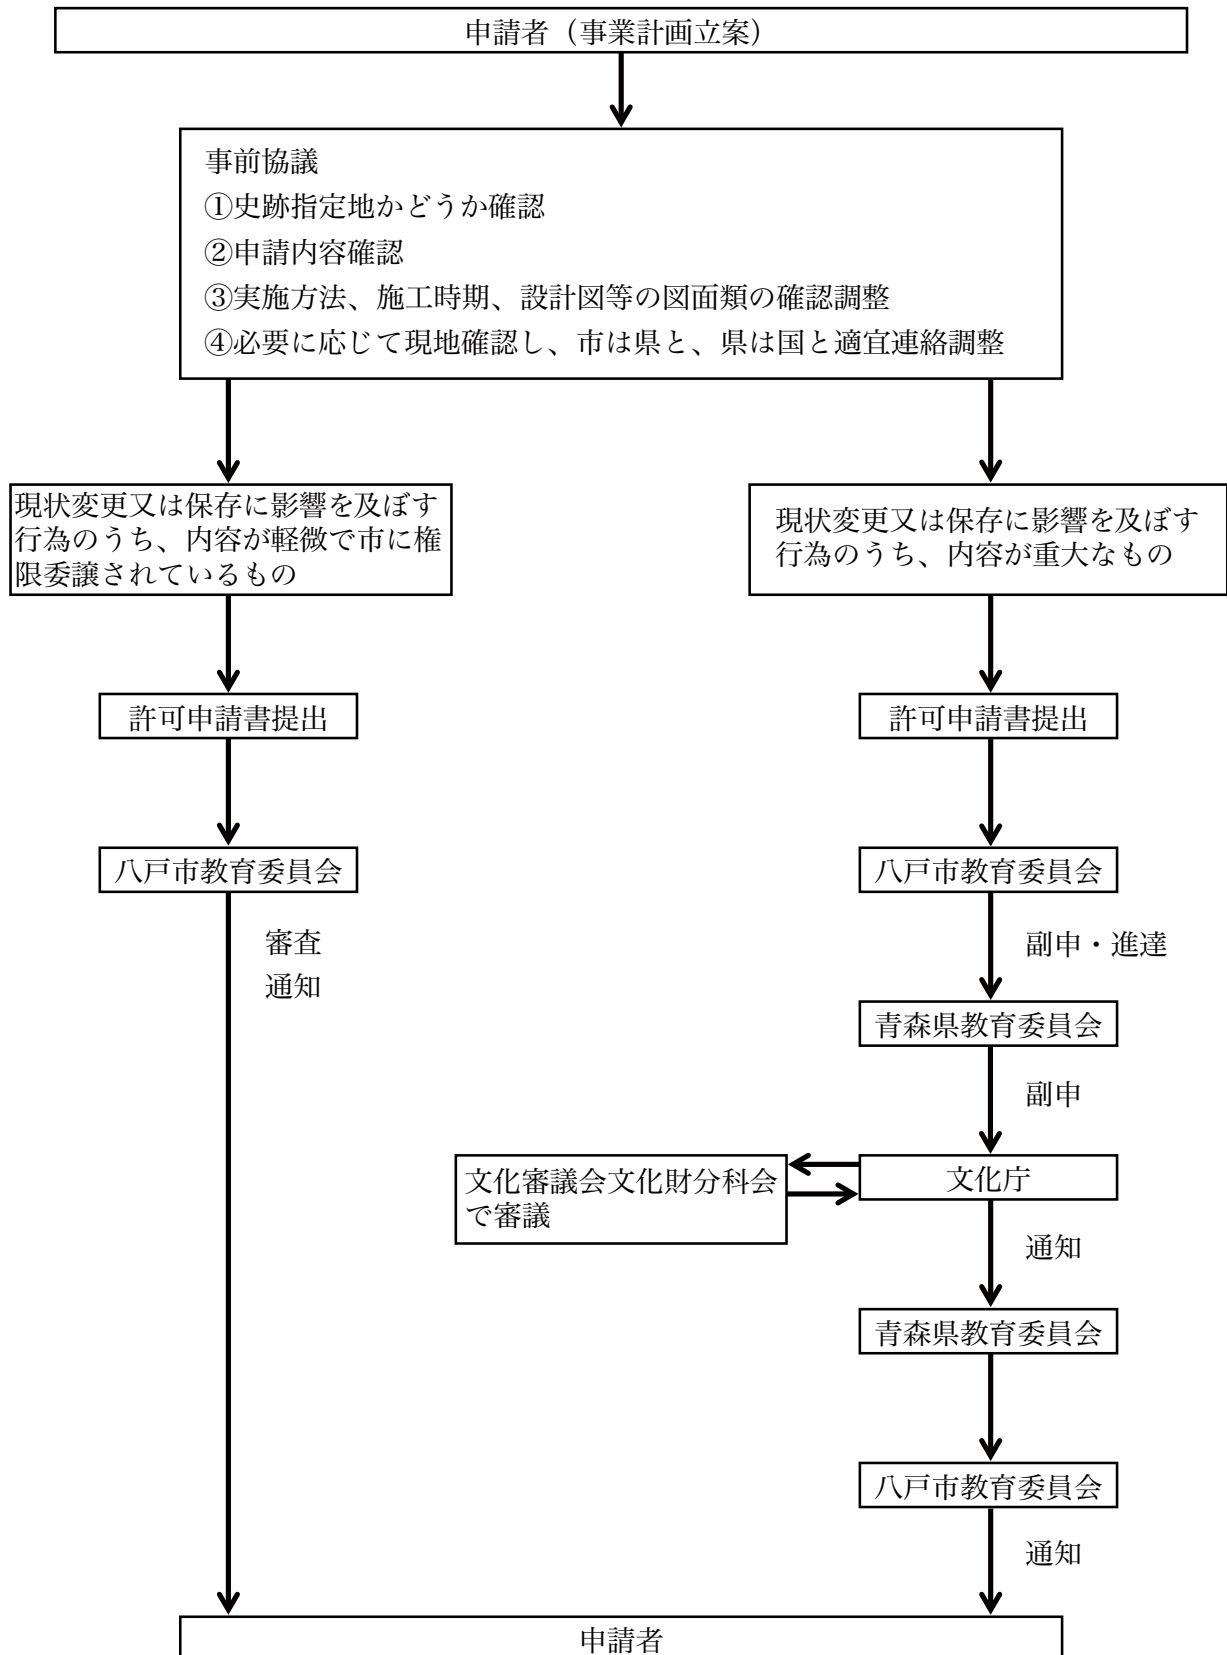 申請者（事業計画立案）
事前協議
①史跡指定地かどうか確認
②申請内容確認
③実施方法、施工時期、設計図等の図面類の確認調整
④必要に応じて現地確認し、市は県と、県は国と適宜連絡調整
現状変更又は保存に影響を及ぼす
行為のうち、内容が軽微で市に権
限委譲されているもの
許可申請書提出
八戸市教育委員会
審査
通知
現状変更又は保存に影響を及ぼす
行為のうち、内容が重大なもの
許可申請書提出
八戸市教育委員会
副申・進達
青森県教育委員会
副申
文化庁
文化審議会文化財分科会
で審議
通知
青森県教育委員会
八戸市教育委員会
通知
申請者